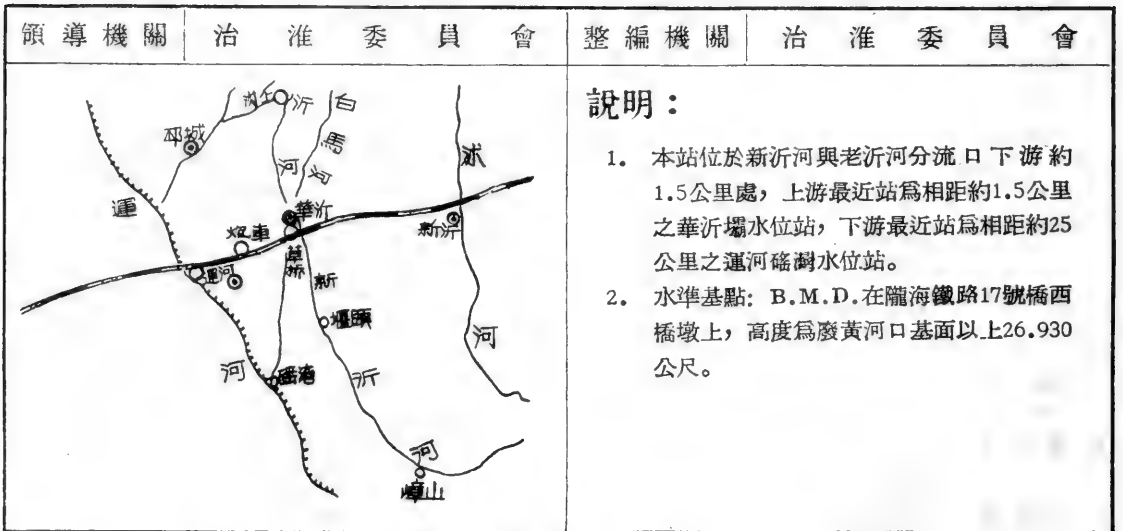 領導機關 治淮委員會 整編機關 治淮委員會
說明：
1. 本站位於新沂河與老沂河分流口下游約
1.5公里處，上游最近站爲相距約1.5公里
之華沂壩水位站，下游最近站爲相距約25
公里之運河磘灣水位站。
2. 水準基點：B.M.D.在隴海鐵路17號橋西
橋墩上，高度爲廢黃河口基面以上26.930
公尺。
沂河
白馬河
邳城
沭河
運河
華沂
新沂
炮車
運河
新沂河
堰頭
嶂山